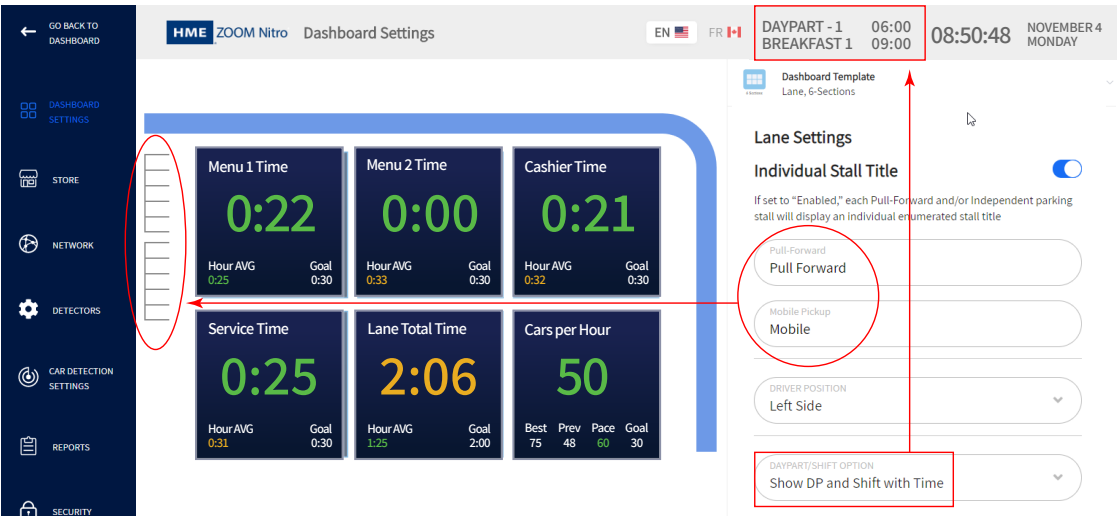 GO BACK TO
DASHBOARD
HME ZOOM Nitro Dashboard Settings
EN FR
DAYPART - 1 06:00
BREAKFAST 1 09:00
08:50:48
NOVEMBER 4
MONDAY
DASHBOARD
SETTINGS
STORE
NETWORK
DETECTORS
CAR DETECTION
SETTINGS
REPORTS
SECURITY
Menu 1 Time
0:22
Hour AVG Goal
0:25 0:30
Menu 2 Time
0:00
Hour AVG Goal
0:33 0:30
Cashier Time
0:21
Hour AVG Goal
0:32 0:30
Service Time
0:25
Hour AVG Goal
0:31 0:30
Lane Total Time
2:06
Hour AVG Goal
1:25 2:00
Cars per Hour
50
Best Prev Pace Goal
75 48 60 30
Dashboard Template
Lane, 6-Sections
Lane Settings
Individual Stall Title
If set to “Enabled,” each Pull-Forward and/or Independent parking
stall will display an individual enumerated stall title
Pull-Forward
Pull Forward
Mobile Pickup
Mobile
DRIVER POSITION
Left Side
DAYPART/SHIFT OPTION
Show DP and Shift with Time